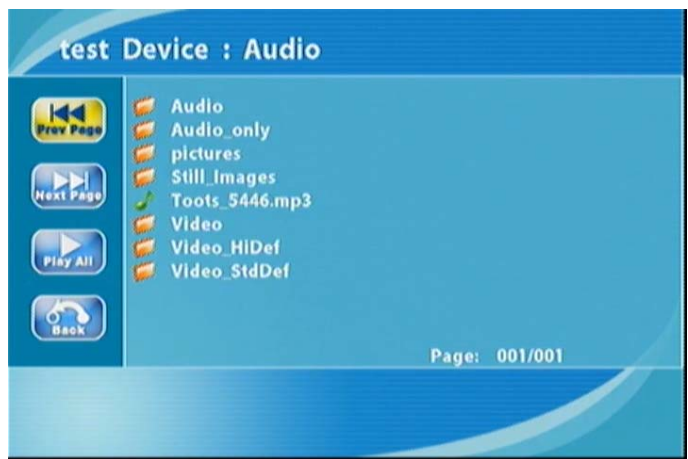 test Device : Audio
Prev Page
Next Page
Play All
Back
Audio
Audio_only
pictures
Still_Images
Toots_5446.mp3
Video
Video_HiDef
Video_StdDef
Page: 001/001